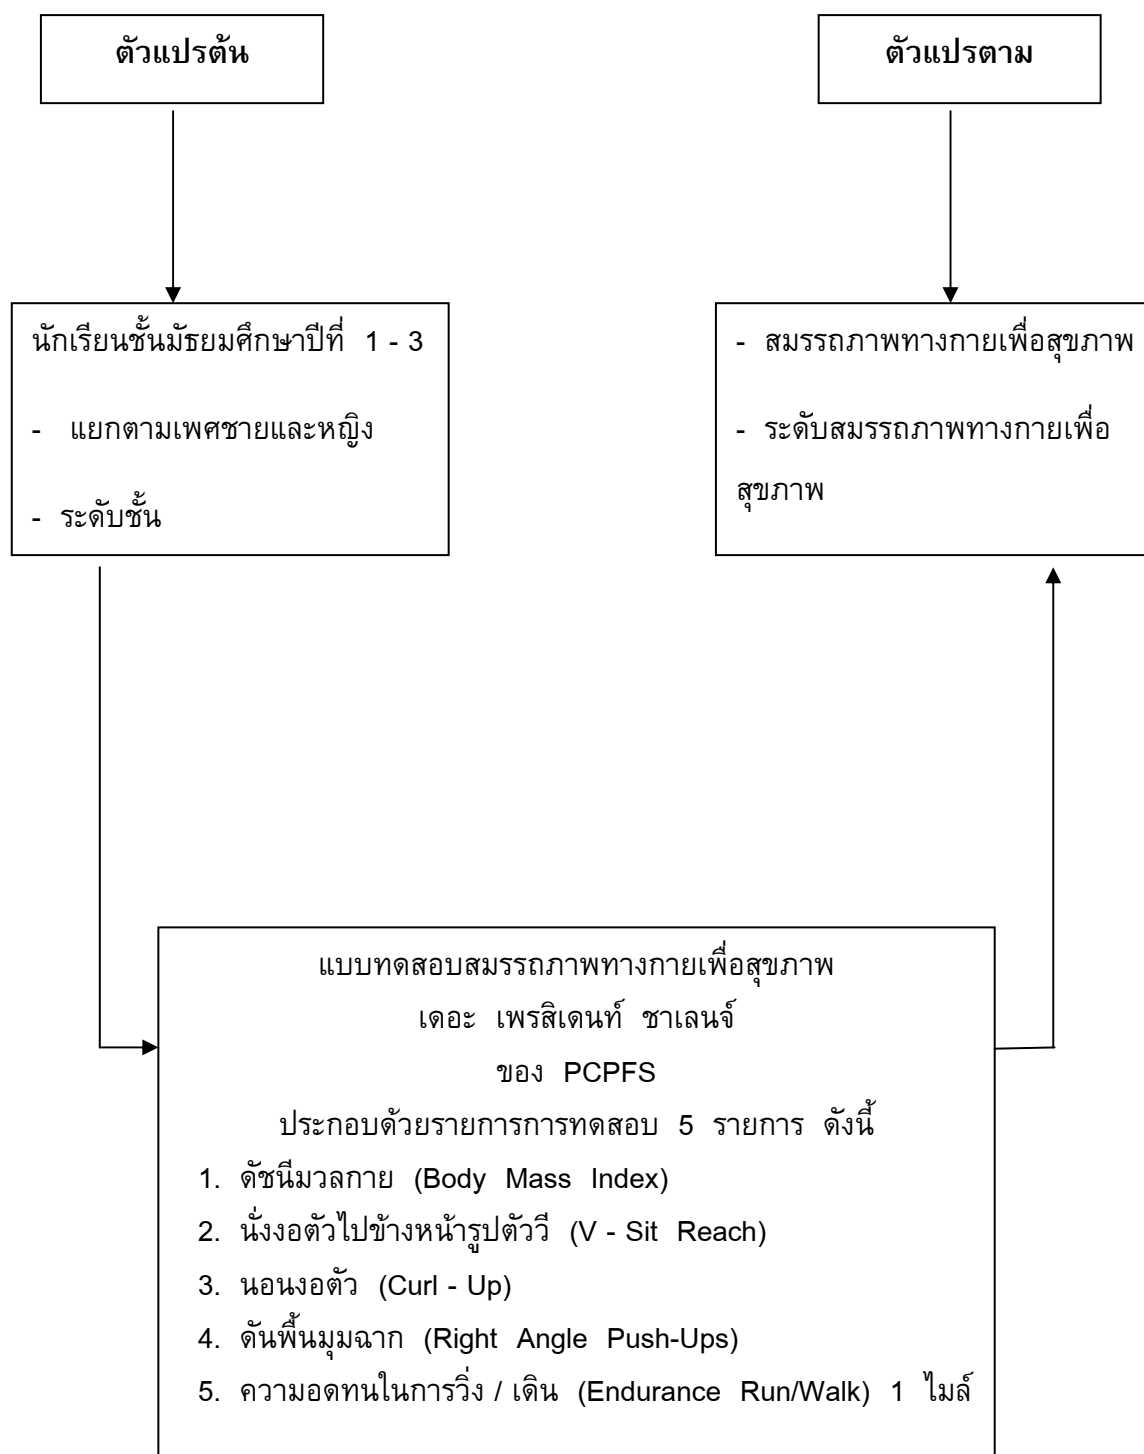 ตัวแปรต้น
ตัวแปรตาม
นักเรียนชั้นมัธยมศึกษาปีที่ 1 - 3
- แยกตามเพศชายและหญิง
- ระดับชั้น
- สมรรถภาพทางกายเพื่อสุขภาพ
- ระดับสมรรถภาพทางกายเพื่อ
สุขภาพ
แบบทดสอบสมรรถภาพทางกายเพื่อสุขภาพ
เดอะ เพรสิเดนท์ ชาเลนจ์
ของ PCPFS
ประกอบด้วยรายการการทดสอบ 5 รายการ ดังนี้
1. ดัชนีมวลกาย (Body Mass Index)
2. นั่งงอตัวไปข้างหน้ารูปตัววี (V - Sit Reach)
3. นอนงอตัว (Curl - Up)
4. ดันพื้นมุมฉาก (Right Angle Push-Ups)
5. ความอดทนในการวิ่ง / เดิน (Endurance Run/Walk) 1 ไมล์